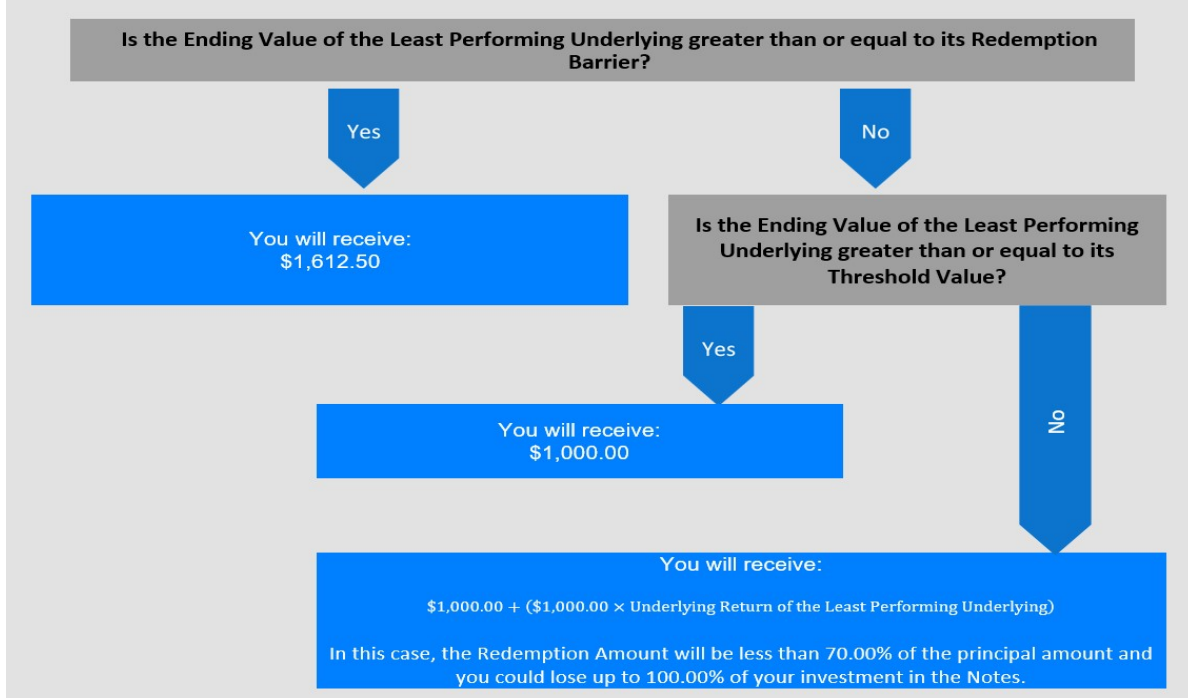 Is the Ending Value of the Least Performing Underlying greater than or equal to its Redemption
Barrier?
Yes
No
You will receive:
$1,612.50
Is the Ending Value of the Least Performing
Underlying greater than or equal to its
Threshold Value?
Yes
No
You will receive:
$1,000.00
You will receive:
$1,000.00 + ($1,000.00 × Underlying Return of the Least Performing Underlying)
In this case, the Redemption Amount will be less than 70.00% of the principal amount and
you could lose up to 100.00% of your investment in the Notes.